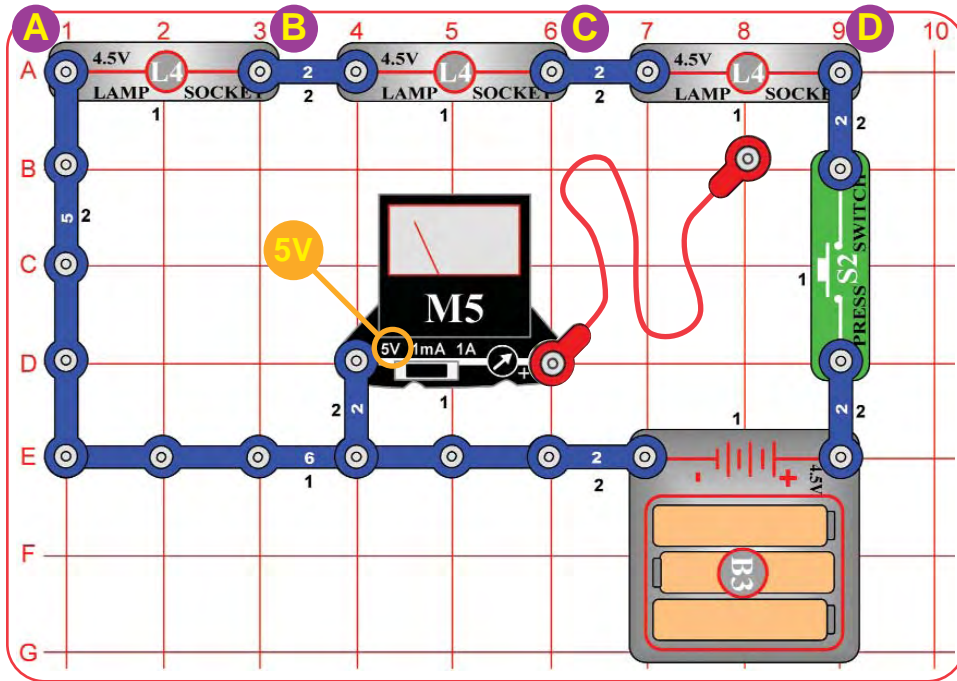 A 1 2 3 B 4 5 6 C 7 8 9 D 10
A 4.5V L4 2 4.5V L4 2 4.5V L4
LAMP SOCKET 2 LAMP SOCKET 2 LAMP SOCKET
1 1 1
2 2
B
5 2
SWITCH
S2
PRESS
1
C
5V
M5
5V 1mA 1A
+
D
2 2 1 1 2 2
E 6 2 - +
1 2 4.5V
F
B3
G